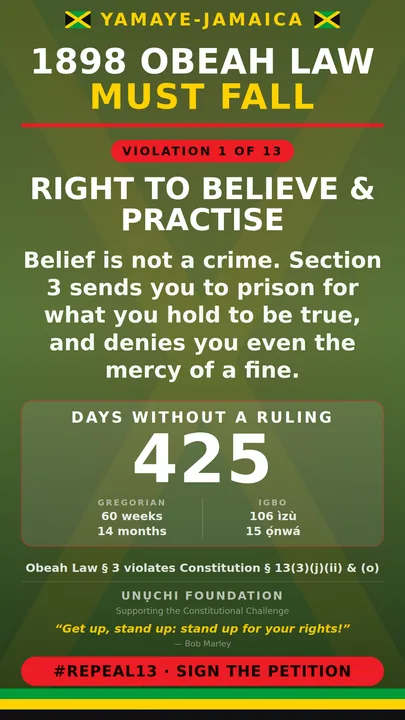 YAMAYE-JAMAICA
1898 OBEAH LAW
MUST FALL
VIOLATION 1 OF 13
RIGHT TO BELIEVE &
PRACTISE
Belief is not a crime. Section
3 sends you to prison for
what you hold to be true,
and denies you even the
mercy of a fine.
DAYS WITHOUT A RULING
425
GREGORIAN
60 weeks
14 months
IGBO
106 ìzù
15 ọ́nwá
Obeah Law § 3 violates Constitution § 13(3)(j)(ii) & (o)
UNỤCHI FOUNDATION
Supporting the Constitutional Challenge
“Get up, stand up: stand up for your rights!”
— Bob Marley
#REPEAL13 · SIGN THE PETITION